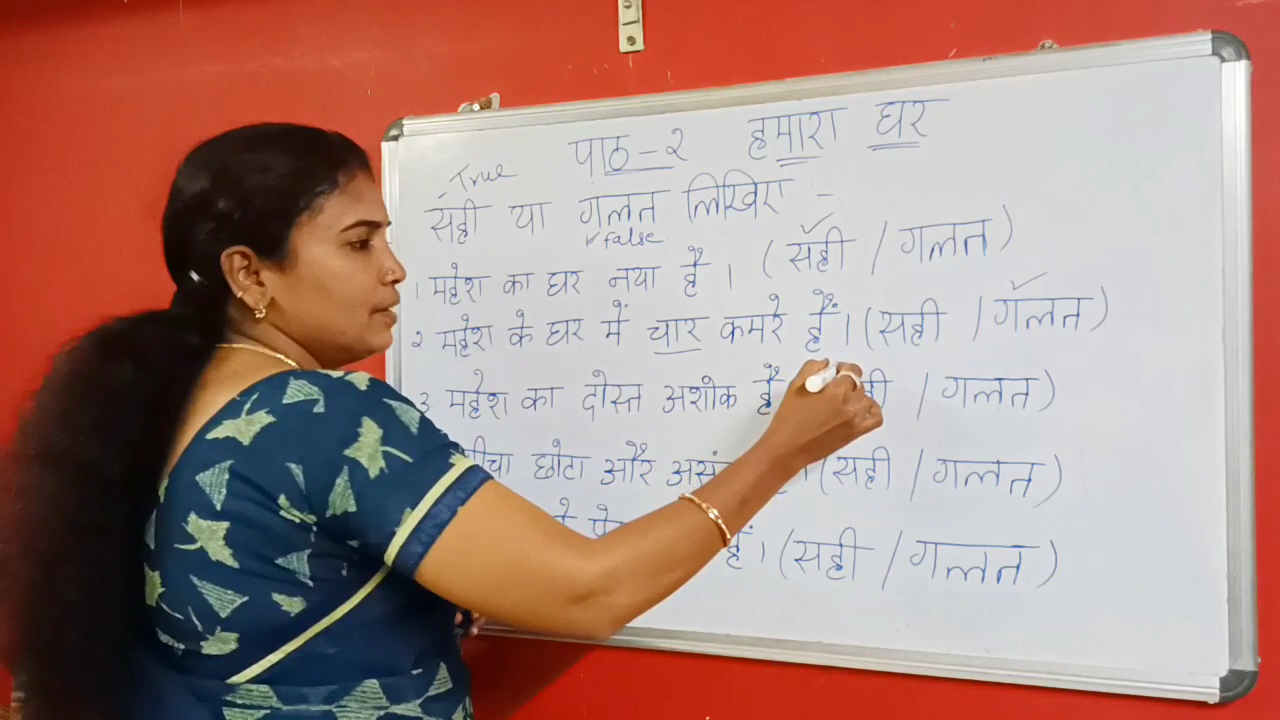 पाठ-२ हमारा घर
True
सही या गलत लिखिए :-
false
1 महेश का घर नया है । (सही / गलत)
२ महेश के घर में चार कमरे हैं । (सही / गलत)
3 महेश का दोस्त अशोक है / गलत)
छोटा और (सही / गलत)
हैं । (सही / गलत)